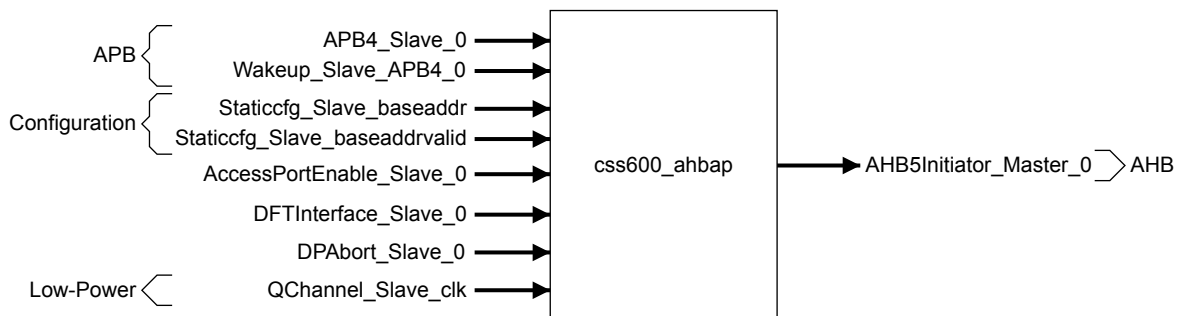 APB
APB4_Slave_0
Wakeup_Slave_APB4_0
Configuration
Staticcfg_Slave_baseaddr
Staticcfg_Slave_baseaddrvalid
AccessPortEnable_Slave_0
DFTInterface_Slave_0
DPAbort_Slave_0
Low-Power
QChannel_Slave_clk
css600_ahbap
AHB5Initiator_Master_0
AHB